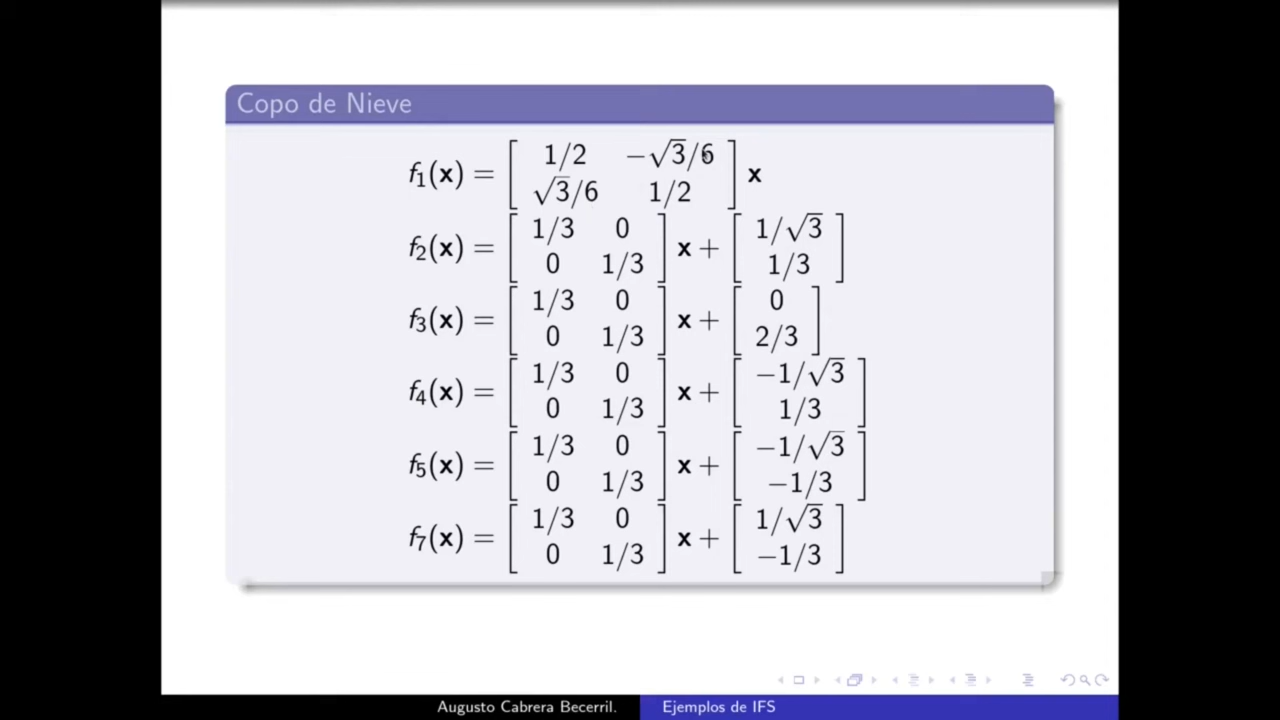 Copo de Nieve
f₁(x) = [ 1/2 −√3/6 ; √3/6 1/2 ] x
f₂(x) = [ 1/3 0 ; 0 1/3 ] x + [ 1/√3 ; 1/3 ]
f₃(x) = [ 1/3 0 ; 0 1/3 ] x + [ 0 ; 2/3 ]
f₄(x) = [ 1/3 0 ; 0 1/3 ] x + [ −1/√3 ; 1/3 ]
f₅(x) = [ 1/3 0 ; 0 1/3 ] x + [ −1/√3 ; −1/3 ]
f₇(x) = [ 1/3 0 ; 0 1/3 ] x + [ 1/√3 ; −1/3 ]
Augusto Cabrera Becerril. Ejemplos de IFS